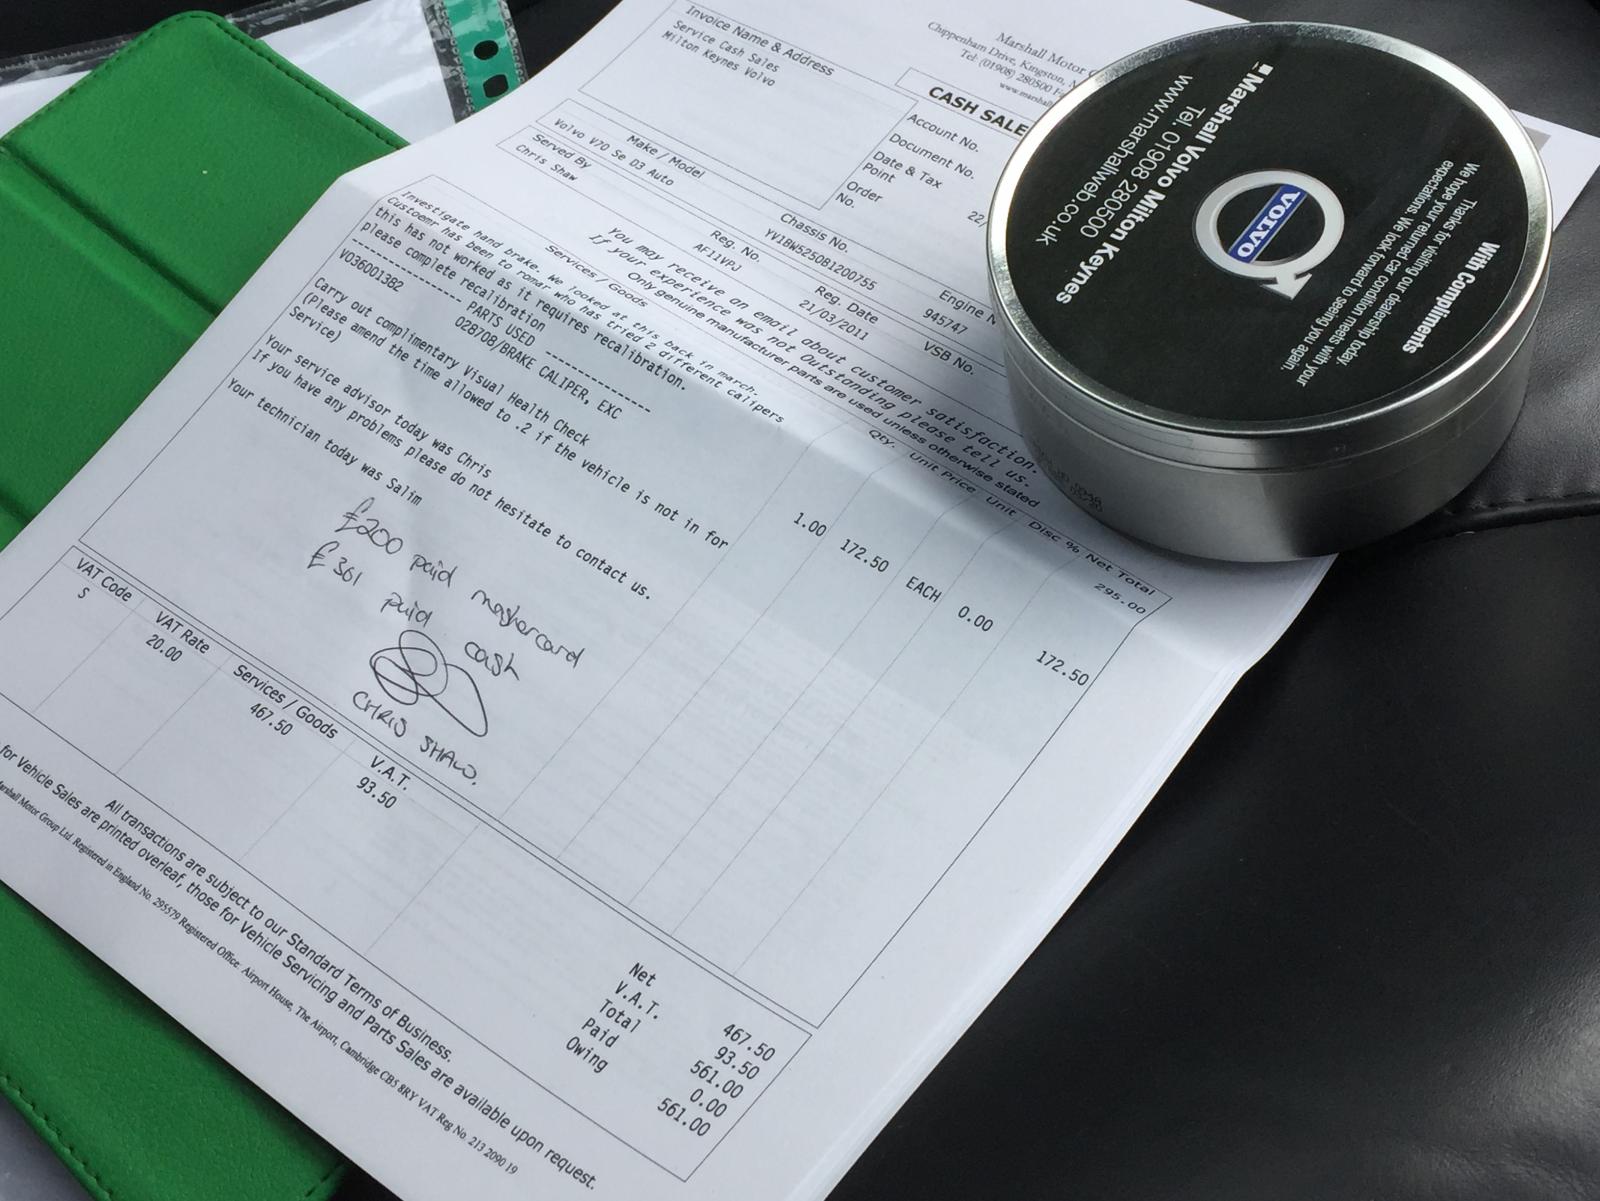 Marshall Motor
Chippenham Drive, Kingston,
Tel: (01908) 280500
www.marshall
Invoice Name & Address
Service Cash Sales
Milton Keynes Volvo
CASH SALE
Account No.
Document No.
Date & Tax
Point
Order
No.
22/
Make / Model
Volvo V70 Se D3 Auto
Served By
Chris Shaw
Chassis No.
YV1BW5250B1200755
Engine
945747
Reg. No.
AF11VPJ
Reg. Date
21/03/2011
VSB No.
You may receive an email about customer satisfaction.
If your experience was not Outstanding please tell us.
Only genuine manufacturer parts are used unless otherwise stated
Services / Goods
Qty.
Unit Price
Unit
Disc %
Net Total
Investigate hand brake. We looked at this back in march.
295.00
Custoemr has been to roman who has tried 2 different calipers
this has not worked as it requires recalibration.
please complete recalibration
---------------- PARTS USED ----------------
VO36001382
02870B/BRAKE CALIPER, EXC
1.00
172.50
EACH
0.00
172.50
Carry out complimentary Visual Health Check
(Please amend the time allowed to .2 if the vehicle is not in for
Service)
Your service advisor today was Chris
If you have any problems please do not hesitate to contact us.
Your technician today was Salim
£200 paid mastercard
£361 paid cash
CHRIS SHAW.
VAT Code
S
VAT Rate
20.00
Services / Goods
467.50
V.A.T.
93.50
Net 467.50
V.A.T. 93.50
Total 561.00
Paid 0.00
Owing 561.00
All transactions are subject to our Standard Terms of Business.
for Vehicle Sales are printed overleaf, those for Vehicle Servicing and Parts Sales are available upon request.
Marshall Motor Group Ltd. Registered in England No. 295579 Registered Office: Airport House, The Airport, Cambridge CB5 8RY VAT Reg No. 213 2090 19
With Compliments
Thanks for visiting our dealership today.
We hope your returned car condition meets with your
expectations. We look forward to seeing you again.
VOLVO
Marshall Volvo Milton Keynes
Tel. 01908 280500
www.marshallweb.co.uk